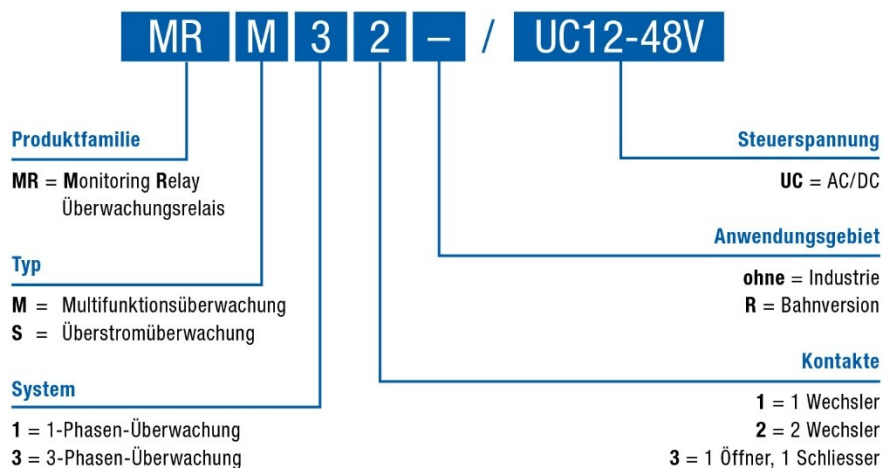 MR M 3 2 – / UC12-48V
Produktfamilie
MR = Monitoring Relay
Überwachungsrelais
Typ
M = Multifunktionsüberwachung
S = Überstromüberwachung
System
1 = 1-Phasen-Überwachung
3 = 3-Phasen-Überwachung
Steuerspannung
UC = AC/DC
Anwendungsgebiet
ohne = Industrie
R = Bahnversion
Kontakte
1 = 1 Wechsler
2 = 2 Wechsler
3 = 1 Öffner, 1 Schliesser